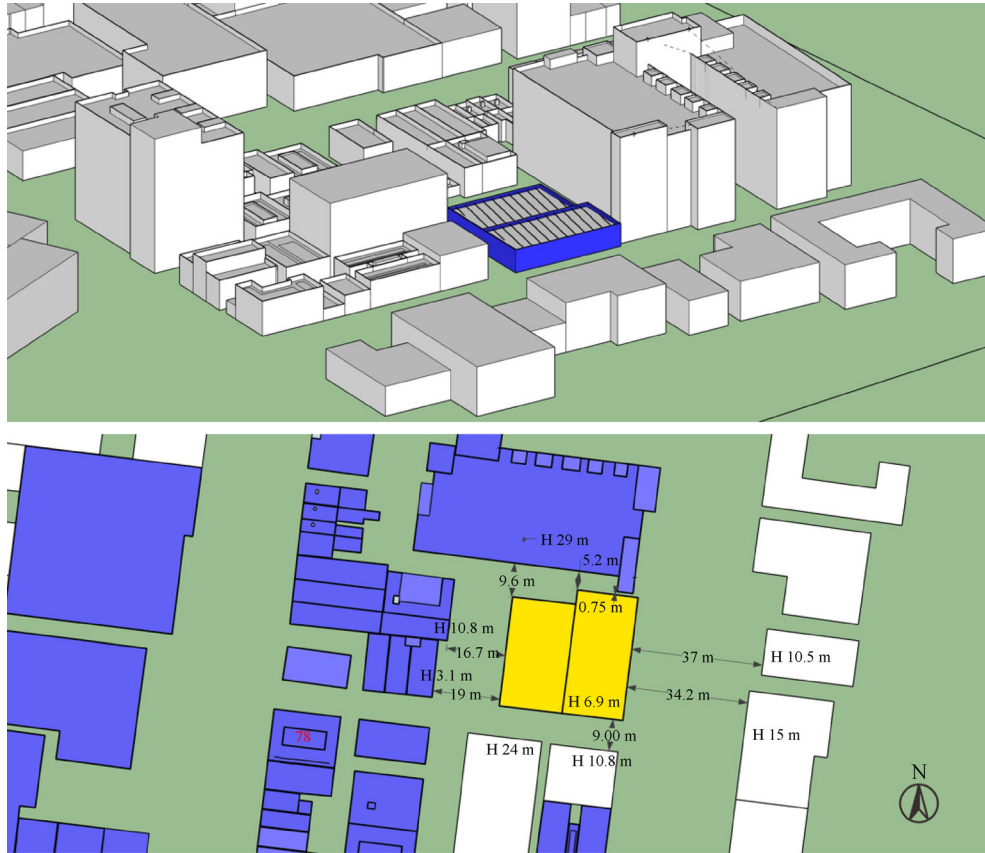 H 29 m
5.2 m
9.6 m
0.75 m
H 10.8 m
16.7 m
37 m
H 10.5 m
H 3.1 m
19 m
H 6.9 m
34.2 m
9.00 m
H 15 m
78
H 24 m
H 10.8 m
N